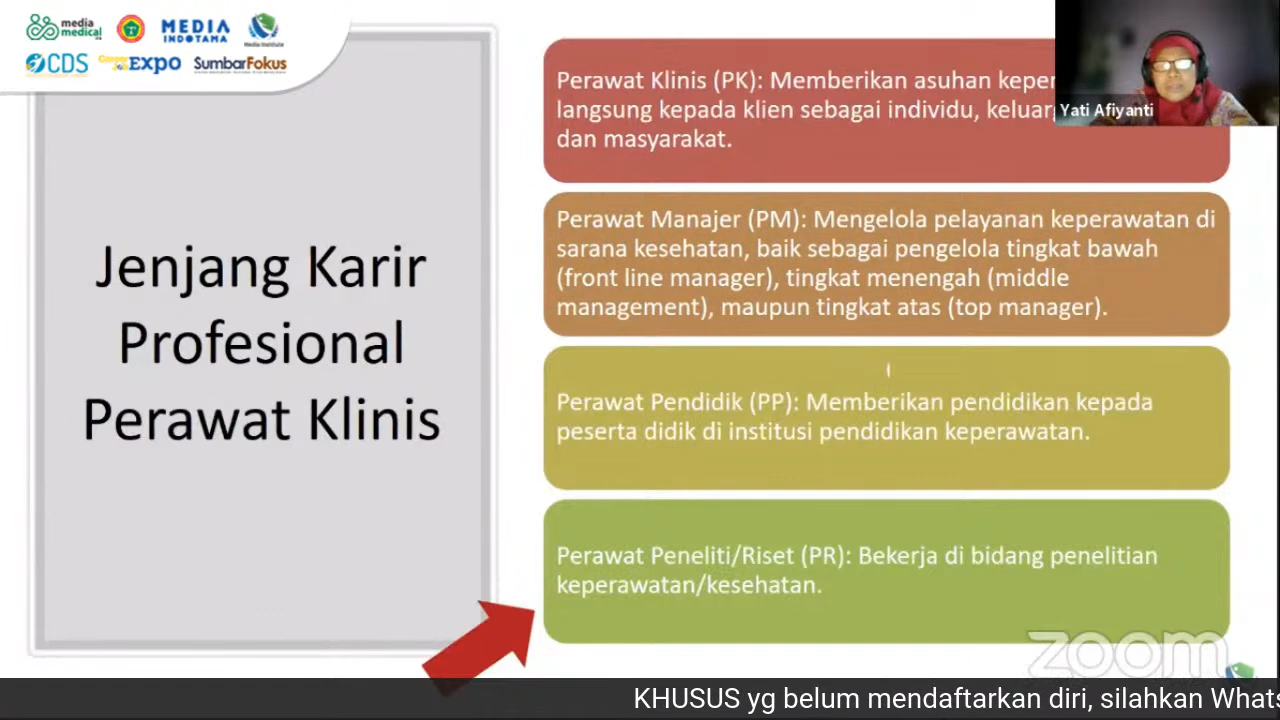 media
medical
MEDIA
INDOTAMA
Media Institute
CDS
Career
Expo
SumbarFokus
Jenjang Karir
Profesional
Perawat Klinis
Perawat Klinis (PK): Memberikan asuhan
langsung kepada klien sebagai individu,
dan masyarakat.
Yati Afiyanti
Perawat Manajer (PM): Mengelola pelayanan keperawatan di
sarana kesehatan, baik sebagai pengelola tingkat bawah
(front line manager), tingkat menengah (middle
management), maupun tingkat atas (top manager).
Perawat Pendidik (PP): Memberikan pendidikan kepada
peserta didik di institusi pendidikan keperawatan.
Perawat Peneliti/Riset (PR): Bekerja di bidang penelitian
keperawatan/kesehatan.
zoom
KHUSUS yg belum mendaftarkan diri, silahkan Whats